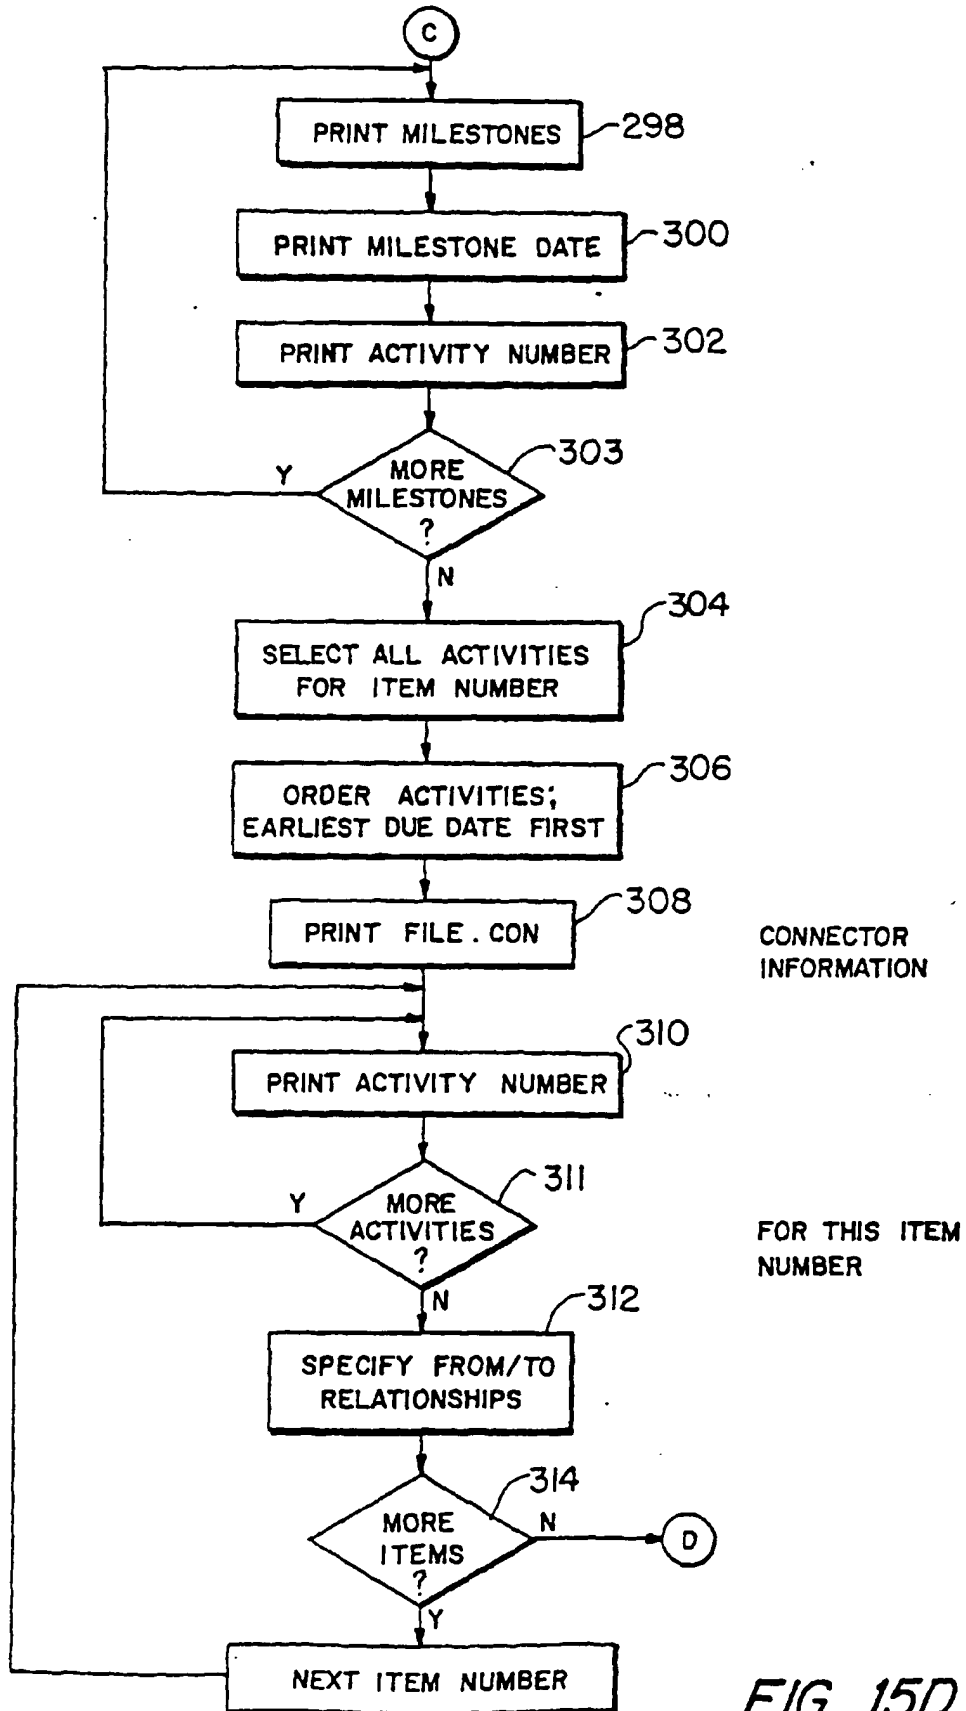 C
PRINT MILESTONES
298
PRINT MILESTONE DATE
300
PRINT ACTIVITY NUMBER
302
303
MORE
MILESTONES
?
Y
N
304
SELECT ALL ACTIVITIES
FOR ITEM NUMBER
306
ORDER ACTIVITIES;
EARLIEST DUE DATE FIRST
308
PRINT FILE.CON
CONNECTOR
INFORMATION
310
PRINT ACTIVITY NUMBER
311
MORE
ACTIVITIES
?
Y
N
FOR THIS ITEM
NUMBER
312
SPECIFY FROM/TO
RELATIONSHIPS
314
MORE
ITEMS
?
N
D
Y
NEXT ITEM NUMBER
FIG. 15D